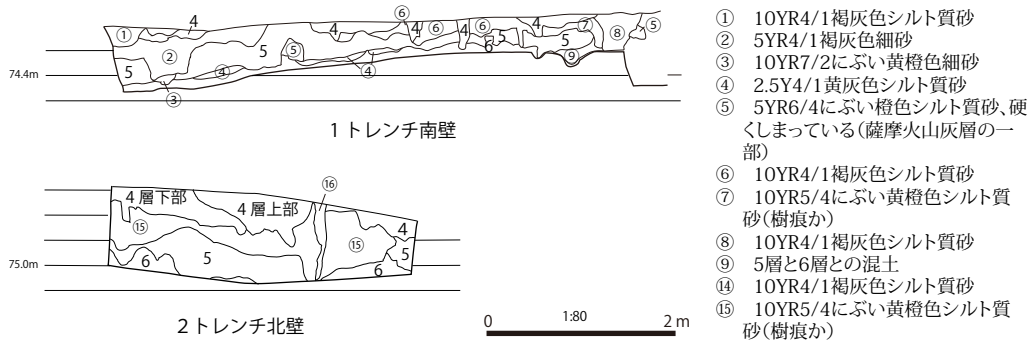 ① 4 ⑥ ⑥ 4 ⑥ 4 ⑦ ⑧ ⑤
② 5 ⑤ 5 5 6 5
5 ④ ④ ⑨
74.4m
③
1トレンチ南壁
⑯
4層下部
4層上部
⑮ ⑮ 4
5 5
6 6
75.0m
2トレンチ北壁
0 1:80 2 m
① 10YR4/1褐灰色シルト質砂
② 5YR4/1褐灰色細砂
③ 10YR7/2にぶい黄橙色細砂
④ 2.5Y4/1黄灰色シルト質砂
⑤ 5YR6/4にぶい橙色シルト質砂、硬
くしまっている(薩摩火山灰層の一
部)
⑥ 10YR4/1褐灰色シルト質砂
⑦ 10YR5/4にぶい黄橙色シルト質
砂(樹痕か)
⑧ 10YR4/1褐灰色シルト質砂
⑨ 5層と6層との混土
⑭ 10YR4/1褐灰色シルト質砂
⑮ 10YR5/4にぶい黄橙色シルト質
砂(樹痕か)